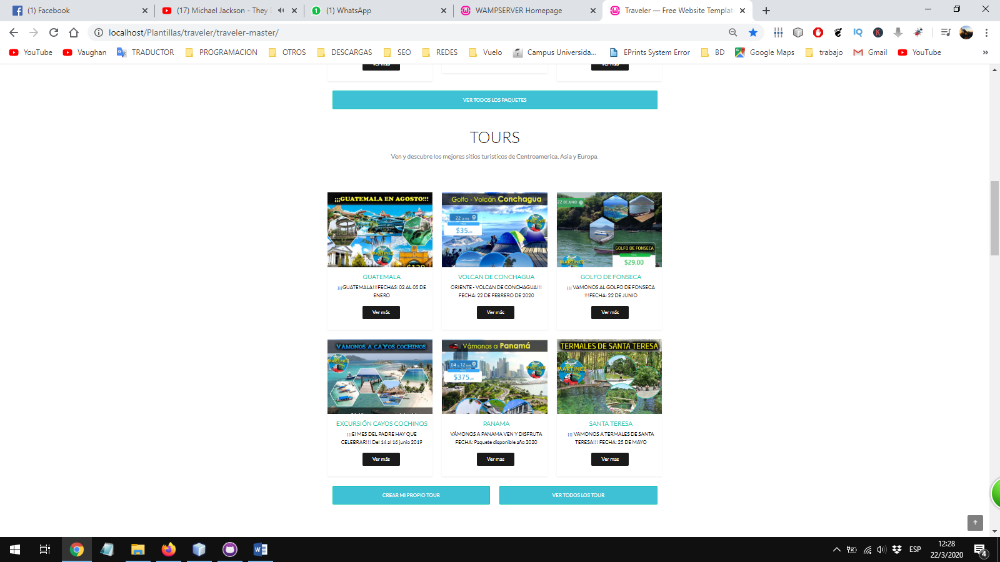 (1) Facebook
(17) Michael Jackson - They D
(1) WhatsApp
WAMPSERVER Homepage
Traveler — Free Website Templat
localhost/Plantillas/traveler/traveler-master/
YouTube
Vaughan
TRADUCTOR
PROGRAMACION
OTROS
DESCARGAS
SEO
REDES
Vuelo
Campus Universida...
EPrints System Error
BD
Google Maps
trabajo
Gmail
YouTube
»
VER TODOS LOS PAQUETES
TOURS
Ven y descubre los mejores sitios turisticos de Centroamerica, Asia y Europa.
¡¡¡GUATEMALA EN AGOSTO!!!
MARTINEZ
Golfo - Volcán Conchagua
22
$35.00
MARTINEZ
22 DE JUNIO
GOLFO DE FONSECA
$29.00
MARTINEZ
GUATEMALA
¡¡¡GUATEMALA!!!FECHAS: 02 AL 05 DE
ENERO
Ver más
VOLCAN DE CONCHAGUA
ORIENTE - VOLCAN DE CONCHAGUA!!!
FECHA: 22 DE FEBRERO DE 2020
Ver más
GOLFO DE FONSECA
¡¡¡ VAMONOS AL GOLFO DE FONSECA
!!!FECHA: 22 DE JUNIO
Ver más
VAMONOS A CAYOS COCHINOS
MARTINEZ
Vámonos a Panamá
04 AL 12
$375.00
MARTINEZ
TERMALES DE SANTA TERESA
MARTINEZ
EXCURSIÓN CAYOS COCHINOS
¡¡¡El MES DEL PADRE HAY QUE
CELEBRAR!!! Del 14 al 16 junio 2019
Ver más
PANAMA
VÁMONOS A PANAMA VEN Y DISFRUTA
FECHA: Paquete disponible año 2020
Ver mas
SANTA TERESA
¡¡¡ VAMONOS A TERMALES DE SANTA
TERESA!!! FECHA: 25 DE MAYO
Ver mas
CREAR MI PROPIO TOUR
VER TODOS LOS TOUR
ESP
12:28
22/3/2020
4